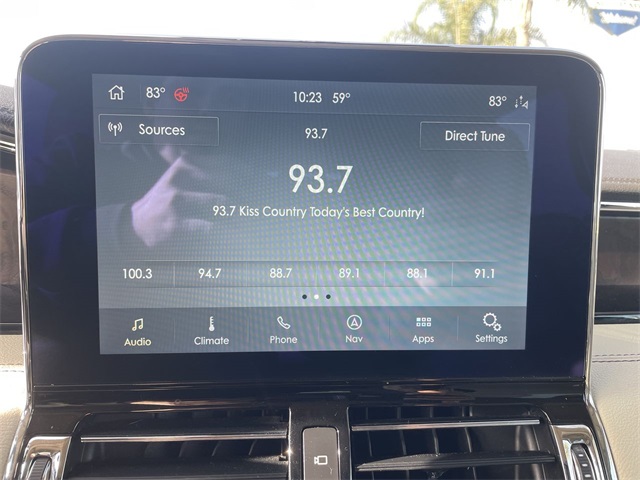 83° 10:23 59° 83°
Sources 93.7 Direct Tune
93.7
93.7 Kiss Country Today's Best Country!
100.3 94.7 88.7 89.1 88.1 91.1
Audio Climate Phone Nav Apps Settings